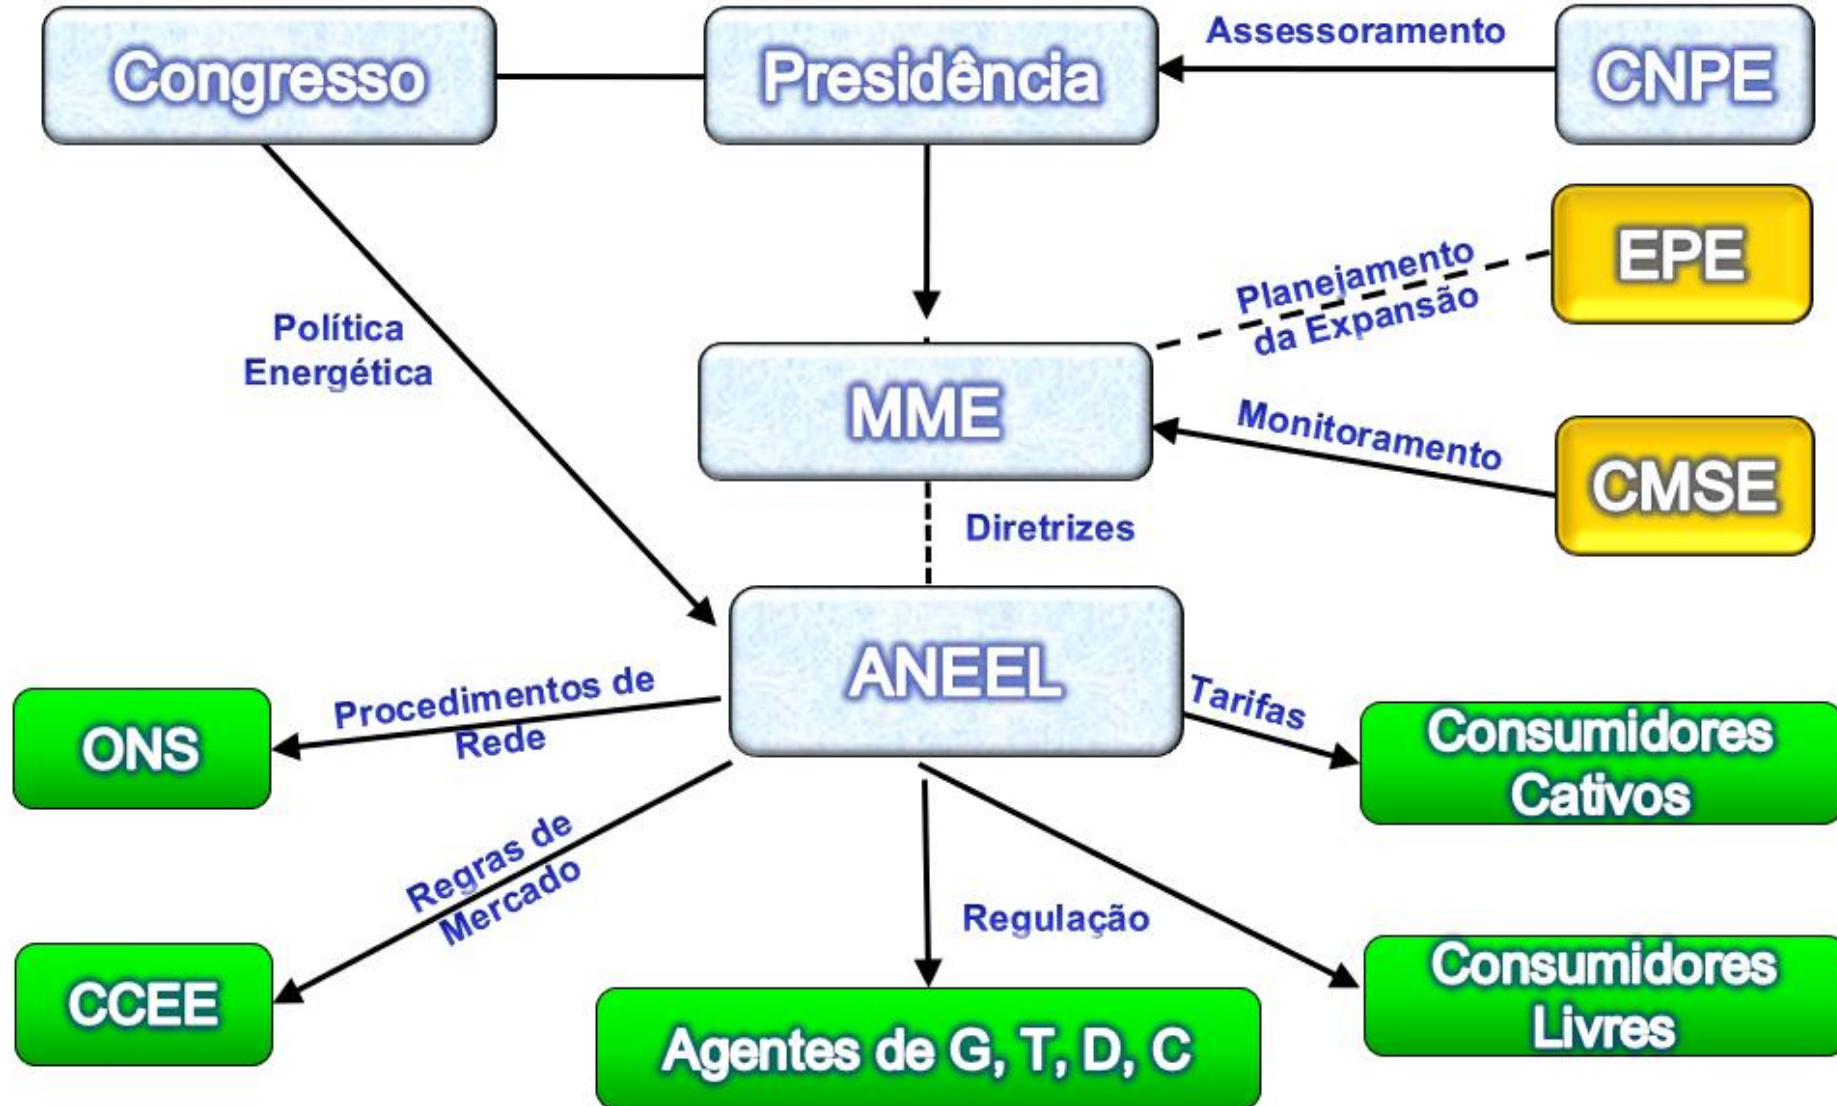 Congresso
Presidência
Assessoramento
CNPE
EPE
Planejamento
da Expansão
Política
Energética
MME
Monitoramento
CMSE
Diretrizes
ANEEL
Procedimentos de
Rede
ONS
Tarifas
Consumidores
Cativos
Regras de
Mercado
Regulação
CCEE
Consumidores
Livres
Agentes de G, T, D, C